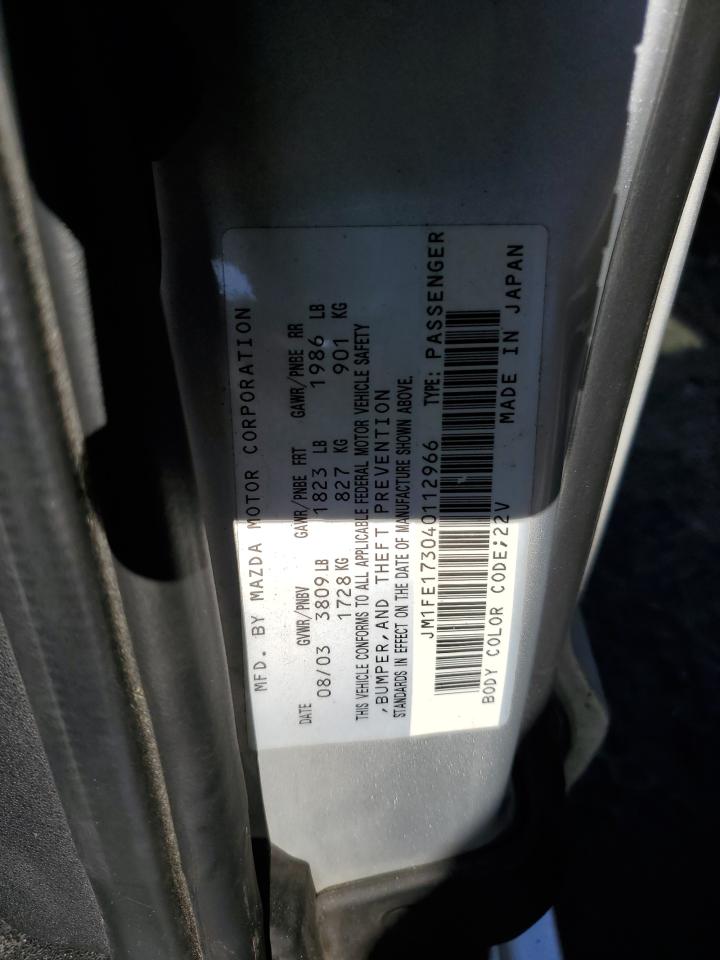 MFD. BY MAZDA MOTOR CORPORATION
DATE GVWR/PNBV GAWR/PNBE FRT GAWR/PNBE RR
08/03 3809 LB 1823 LB 1986 LB
1728 KG 827 KG 901 KG
THIS VEHICLE CONFORMS TO ALL APPLICABLE FEDERAL MOTOR VEHICLE SAFETY
,BUMPER, AND THEFT PREVENTION
STANDARDS IN EFFECT ON THE DATE OF MANUFACTURE SHOWN ABOVE.
JM1FE173040112966 TYPE: PASSENGER
BODY COLOR CODE;22V MADE IN JAPAN